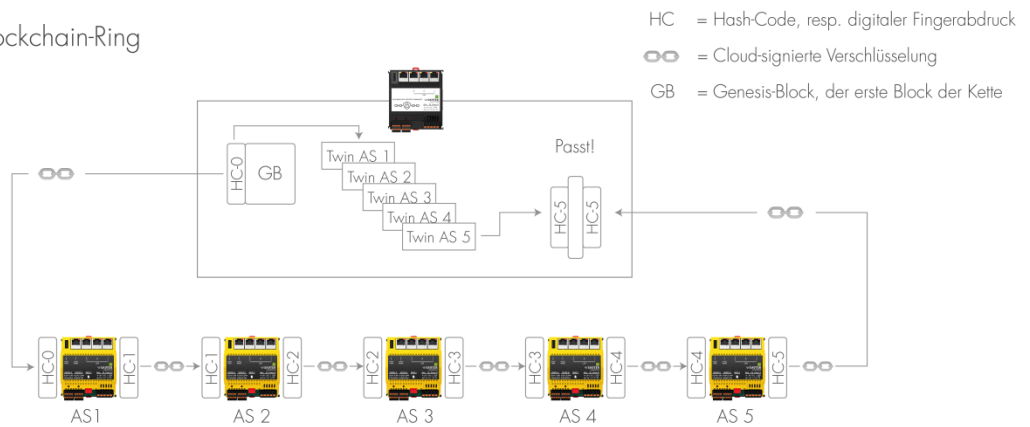 ockchain-Ring
HC = Hash-Code, resp. digitaler Fingerabdruck
= Cloud-signierte Verschlüsselung
GB = Genesis-Block, der erste Block der Kette
HC-0
GB
Twin AS 1
Twin AS 2
Twin AS 3
Twin AS 4
Twin AS 5
Passt!
HC-5
HC-5
HC-0
HC-1
HC-1
HC-2
HC-2
HC-3
HC-3
HC-4
HC-4
HC-5
AS1
AS 2
AS 3
AS 4
AS 5